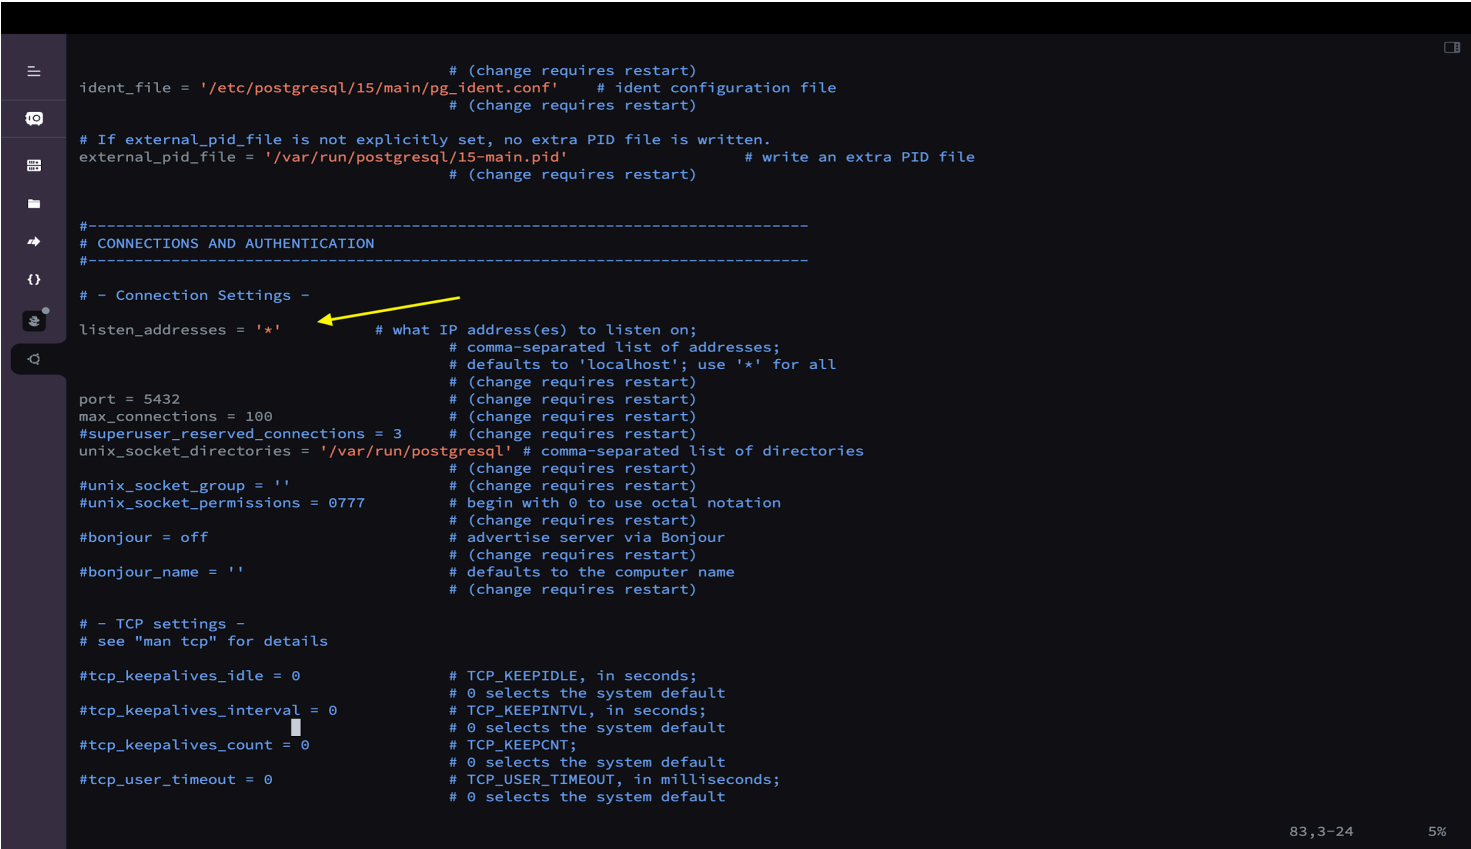 # (change requires restart)
ident_file = '/etc/postgresql/15/main/pg_ident.conf'    # ident configuration file
# (change requires restart)
# If external_pid_file is not explicitly set, no extra PID file is written.
external_pid_file = '/var/run/postgresql/15-main.pid'                   # write an extra PID file
# (change requires restart)
#------------------------------------------------------------------------------
# CONNECTIONS AND AUTHENTICATION
#------------------------------------------------------------------------------
# - Connection Settings -
listen_addresses = '*'          # what IP address(es) to listen on;
# comma-separated list of addresses;
# defaults to 'localhost'; use '*' for all
# (change requires restart)
port = 5432                             # (change requires restart)
max_connections = 100                   # (change requires restart)
#superuser_reserved_connections = 3     # (change requires restart)
unix_socket_directories = '/var/run/postgresql' # comma-separated list of directories
# (change requires restart)
#unix_socket_group = ''                 # (change requires restart)
#unix_socket_permissions = 0777         # begin with 0 to use octal notation
# (change requires restart)
#bonjour = off                          # advertise server via Bonjour
# (change requires restart)
#bonjour_name = ''                      # defaults to the computer name
# (change requires restart)
# - TCP settings -
# see "man tcp" for details
#tcp_keepalives_idle = 0                # TCP_KEEPIDLE, in seconds;
# 0 selects the system default
#tcp_keepalives_interval = 0            # TCP_KEEPINTVL, in seconds;
# 0 selects the system default
#tcp_keepalives_count = 0               # TCP_KEEPCNT;
# 0 selects the system default
#tcp_user_timeout = 0                   # TCP_USER_TIMEOUT, in milliseconds;
# 0 selects the system default
83,3-24        5%